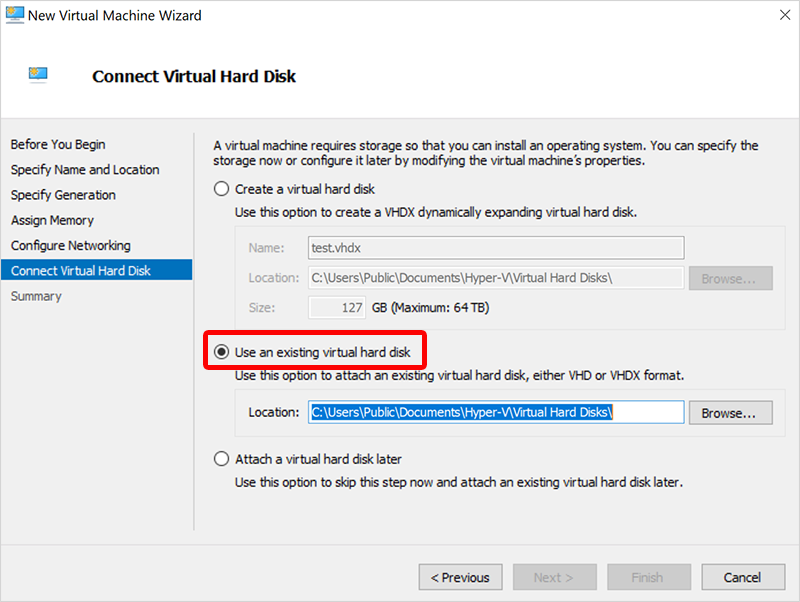 New Virtual Machine Wizard
Connect Virtual Hard Disk
Before You Begin
Specify Name and Location
Specify Generation
Assign Memory
Configure Networking
Connect Virtual Hard Disk
Summary
A virtual machine requires storage so that you can install an operating system. You can specify the
storage now or configure it later by modifying the virtual machine's properties.
Create a virtual hard disk
Use this option to create a VHDX dynamically expanding virtual hard disk.
Name: test.vhdx
Location: C:\Users\Public\Documents\Hyper-V\Virtual Hard Disks\ Browse...
Size: 127 GB (Maximum: 64 TB)
Use an existing virtual hard disk
Use this option to attach an existing virtual hard disk, either VHD or VHDX format.
Location: C:\Users\Public\Documents\Hyper-V\Virtual Hard Disks\ Browse...
Attach a virtual hard disk later
Use this option to skip this step now and attach an existing virtual hard disk later.
< Previous Next > Finish Cancel